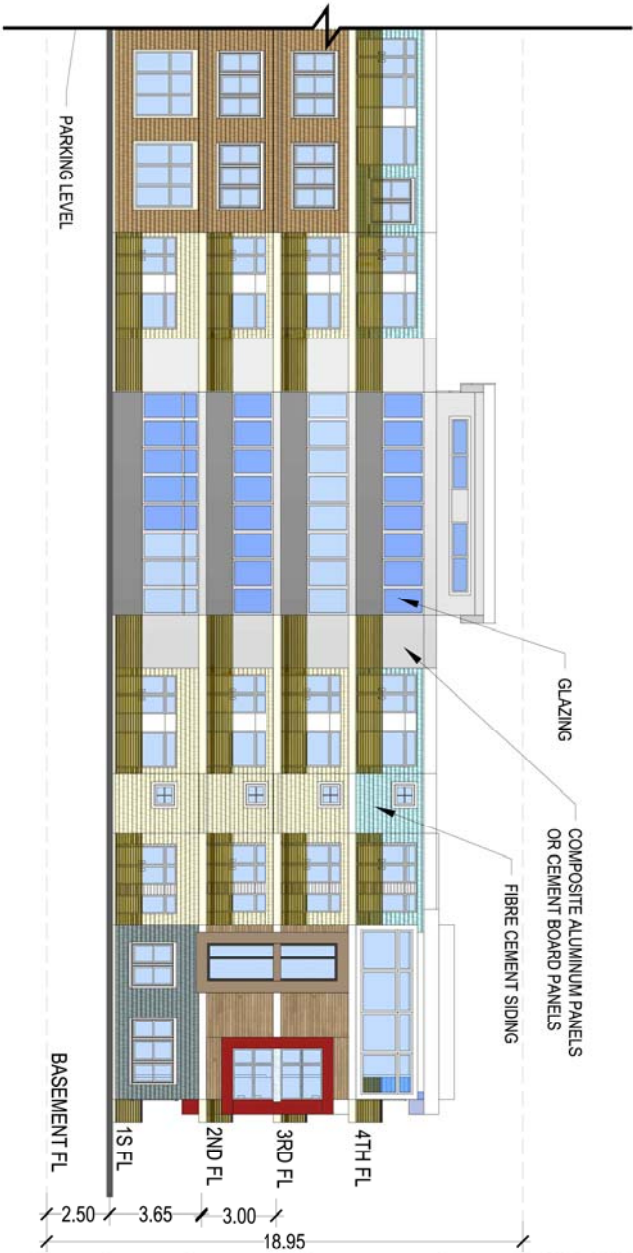 GLAZING
COMPOSITE ALUMINUM PANELS
OR CEMENT BOARD PANELS
FIBRE CEMENT SIDING
4TH FL
3RD FL
2ND FL
1S FL
BASEMENT FL
PARKING LEVEL
18.95
3.00
3.65
2.50